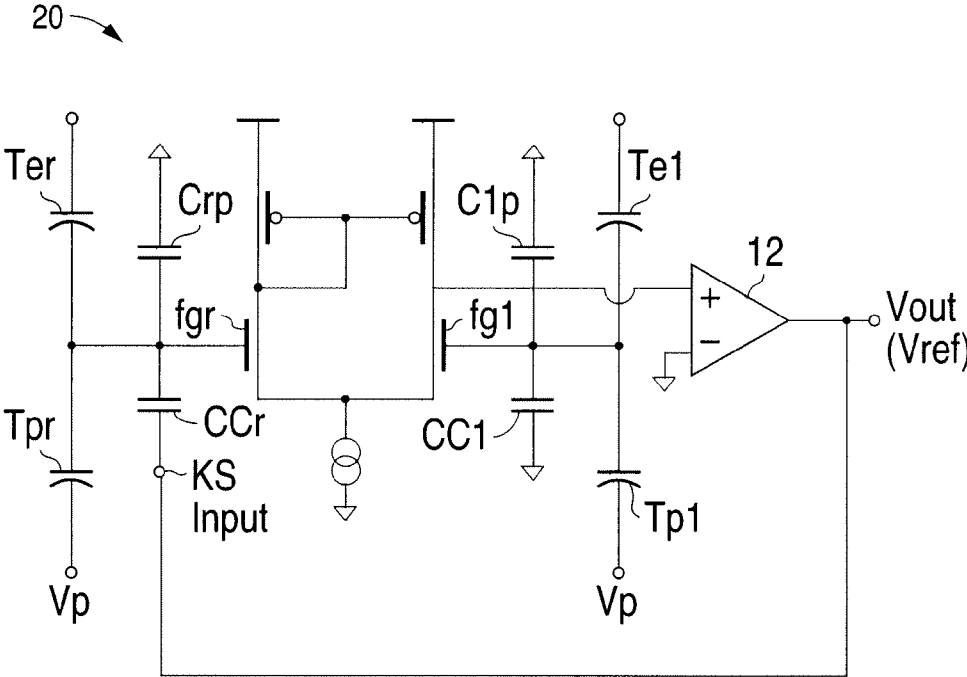 20
Ter
Crp
C1p
Te1
12
+
−
Vout
(Vref)
fgr
fg1
Tpr
CCr
CC1
KS
Input
Tp1
Vp
Vp